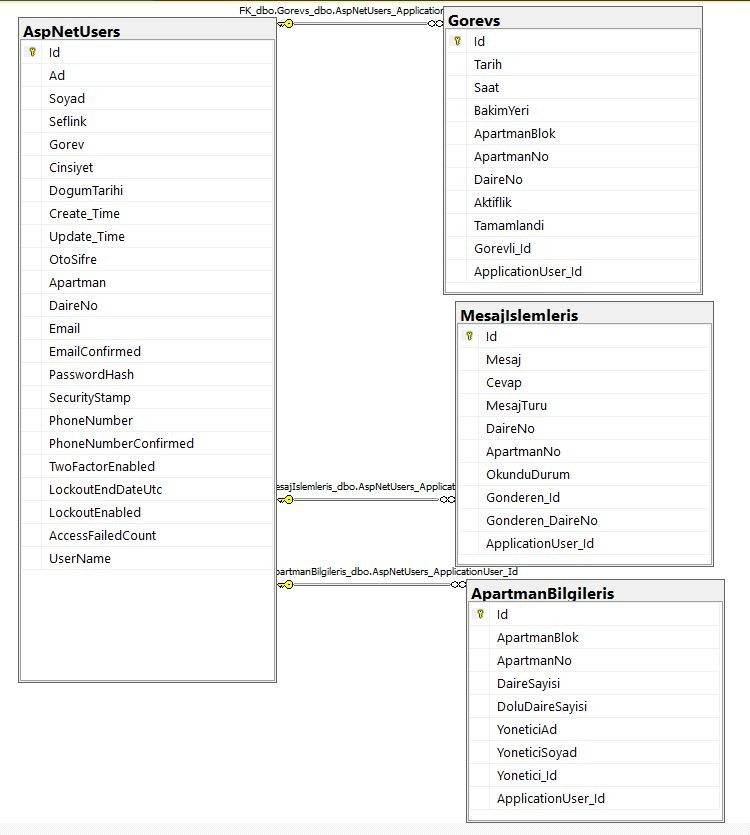 FK_dbo.Gorevs_dbo.AspNetUsers_Application
AspNetUsers
Id
Ad
Soyad
Seflink
Gorev
Cinsiyet
DogumTarihi
Create_Time
Update_Time
OtoSifre
Apartman
DaireNo
Email
EmailConfirmed
PasswordHash
SecurityStamp
PhoneNumber
PhoneNumberConfirmed
TwoFactorEnabled
LockoutEndDateUtc
LockoutEnabled
AccessFailedCount
UserName
Gorevs
Id
Tarih
Saat
BakimYeri
ApartmanBlok
ApartmanNo
DaireNo
Aktiflik
Tamamlandi
Gorevli_Id
ApplicationUser_Id
MesajIslemleris
Id
Mesaj
Cevap
MesajTuru
DaireNo
ApartmanNo
OkunduDurum
Gonderen_Id
Gonderen_DaireNo
ApplicationUser_Id
esajIslemleris_dbo.AspNetUsers_Applicat
partmanBilgileris_dbo.AspNetUsers_ApplicationUser_Id
ApartmanBilgileris
Id
ApartmanBlok
ApartmanNo
DaireSayisi
DoluDaireSayisi
YoneticiAd
YoneticiSoyad
Yonetici_Id
ApplicationUser_Id